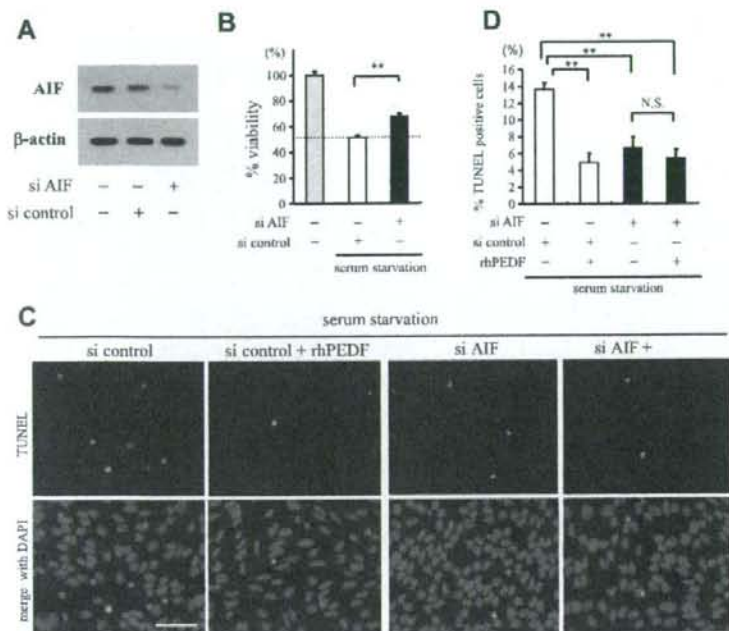 A
AIF
β-actin
si AIF − − +
si control − + −
B
(%)
100
80
60
40
20
0
% viability
**
si AIF − − +
si control − + −
serum starvation
D
(%)
16
14
12
10
8
6
4
2
0
% TUNEL positive cells
**
**
**
N.S.
si AIF − − + +
si control + + − −
rhPEDF − + − +
serum starvation
C
serum starvation
si control
si control + rhPEDF
si AIF
si AIF +
TUNEL
merge with DAPI